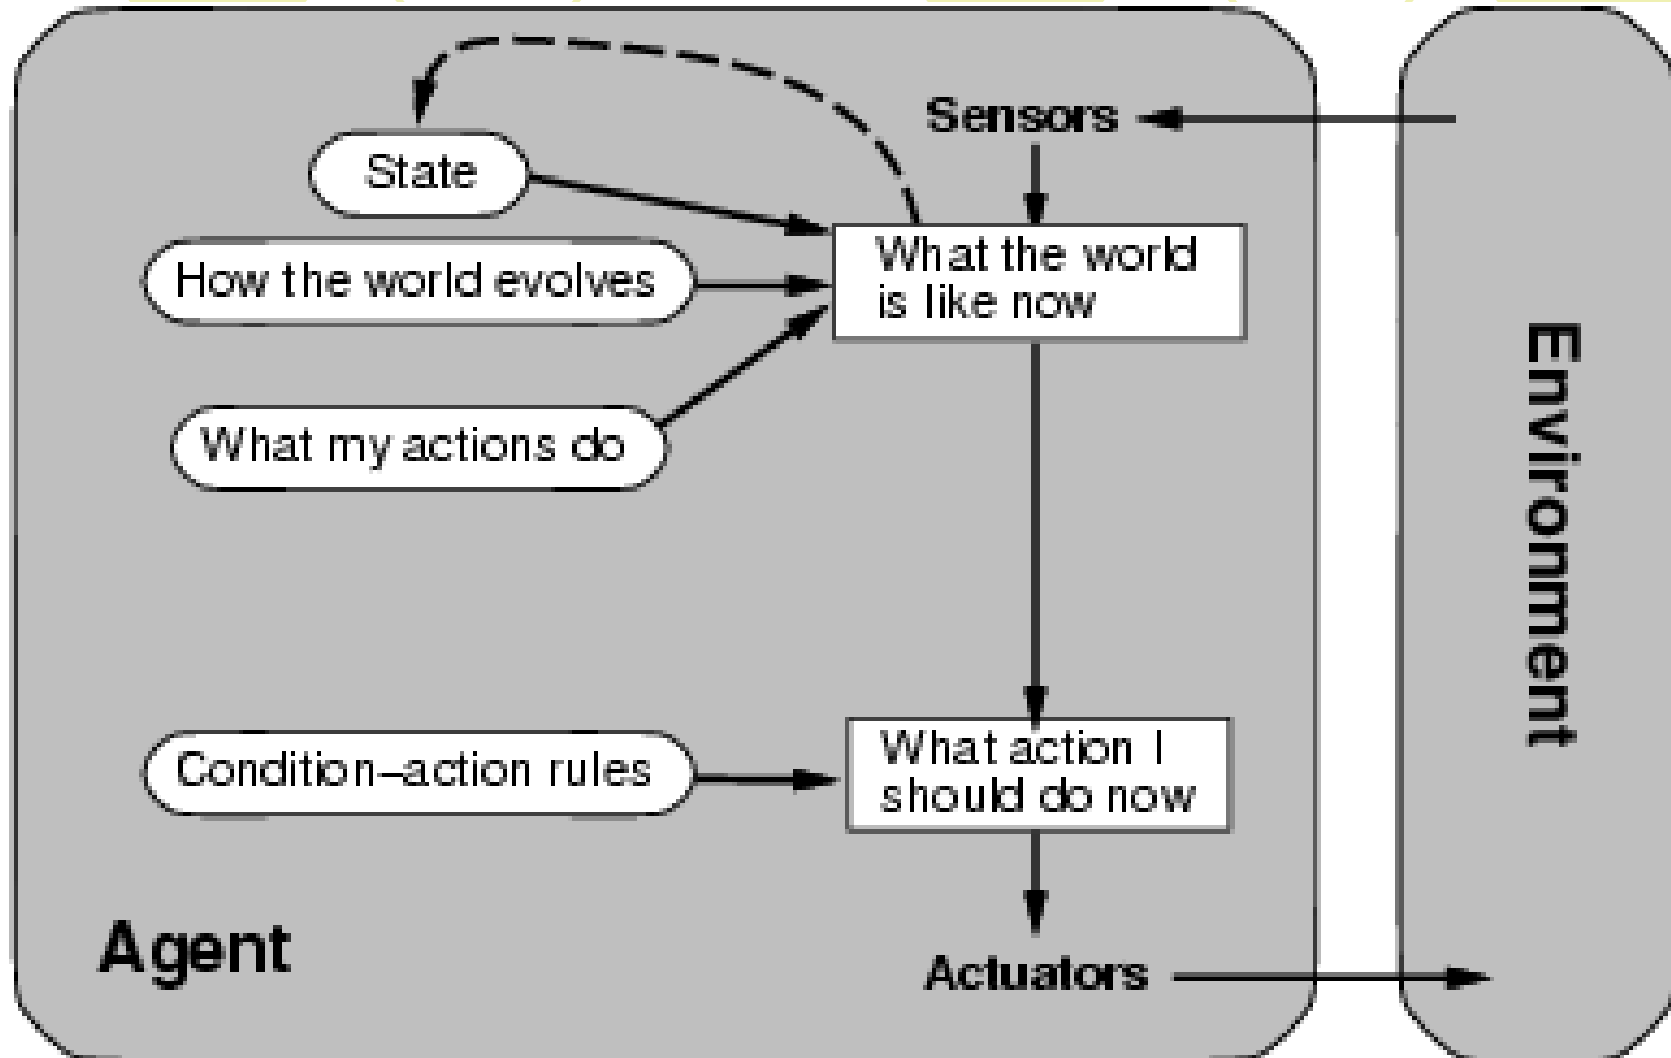 Sensors
State
What the world
is like now
How the world evolves
What my actions do
Environment
Condition–action rules
What action I
should do now
Agent
Actuators